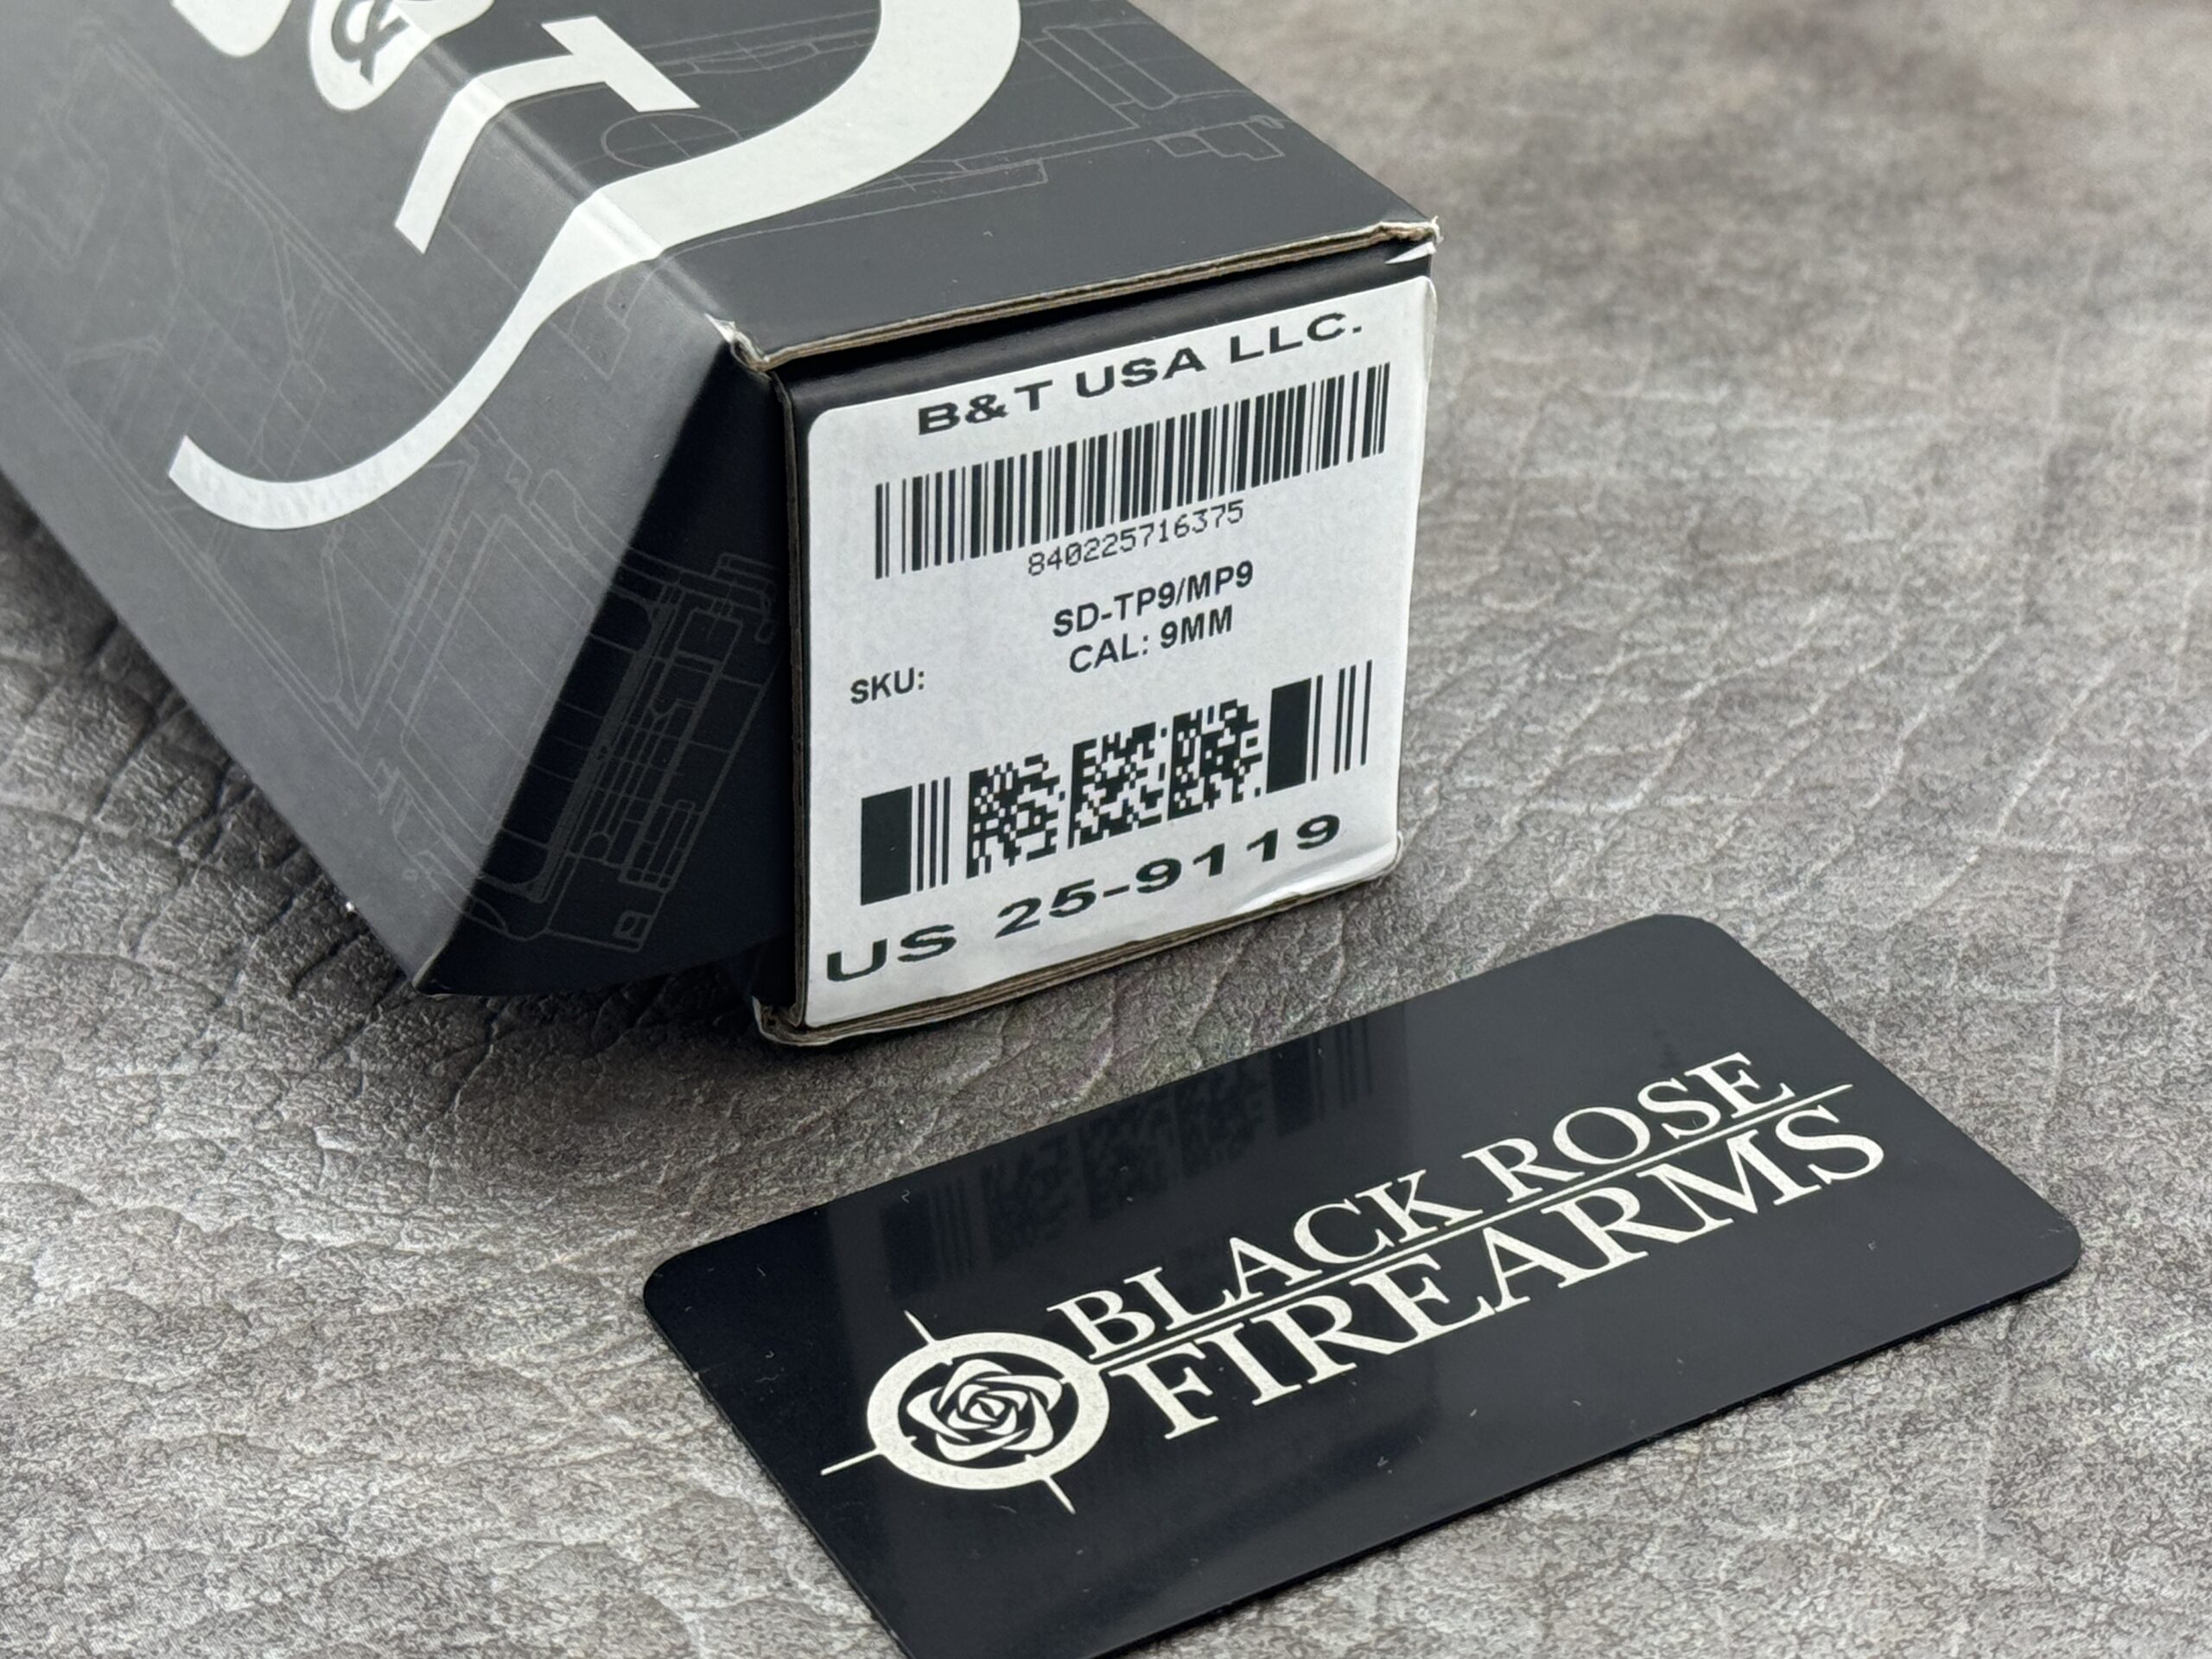 &T
B&T USA LLC.
840225716375
SD-TP9/MP9
CAL: 9MM
SKU:
US 25-9119
BLACK ROSE
FIREARMS